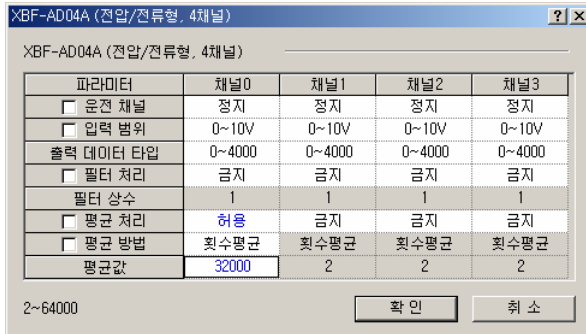 XBF-AD04A (전압/전류형, 4채널)
XBF-AD04A (전압/전류형, 4채널)
파라미터 채널0 채널1 채널2 채널3
운전 채널 정지 정지 정지 정지
입력 범위 0~10V 0~10V 0~10V 0~10V
출력 데이터 타입 0~4000 0~4000 0~4000 0~4000
필터 처리 금지 금지 금지 금지
필터 상수 1 1 1 1
평균 처리 허용 금지 금지 금지
평균 방법 횟수평균 횟수평균 횟수평균 횟수평균
평균값 32000 2 2 2
2~64000 확 인 취 소